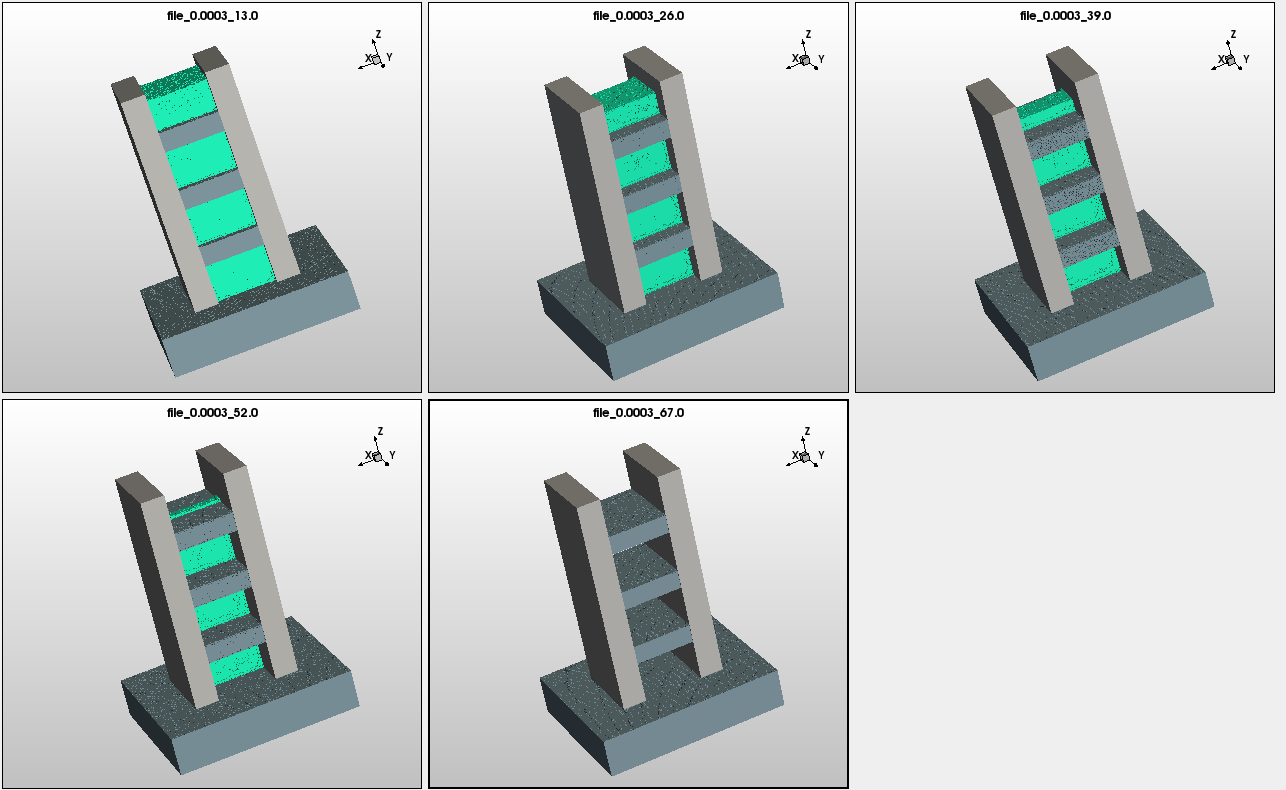 file_0.0003_13.0
Z
X Y
file_0.0003_26.0
Z
X Y
file_0.0003_39.0
Z
X Y
file_0.0003_52.0
Z
X Y
file_0.0003_67.0
Z
X Y